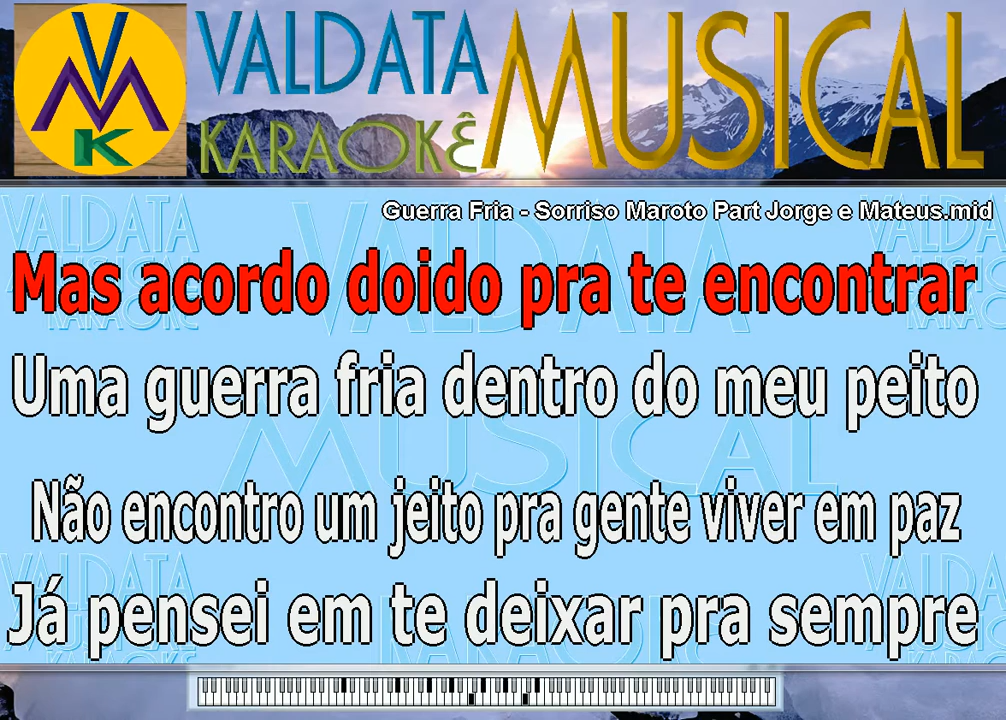 VALDATA MUSICAL
KARAOKÊ
VMK
Guerra Fria - Sorriso Maroto Part Jorge e Mateus.mid
Mas acordo doido pra te encontrar
Uma guerra fria dentro do meu peito
Não encontro um jeito pra gente viver em paz
Já pensei em te deixar pra sempre